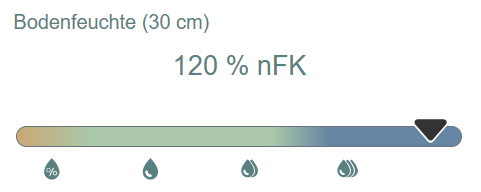 Bodenfeuchte (30 cm)
120 % nFK
%